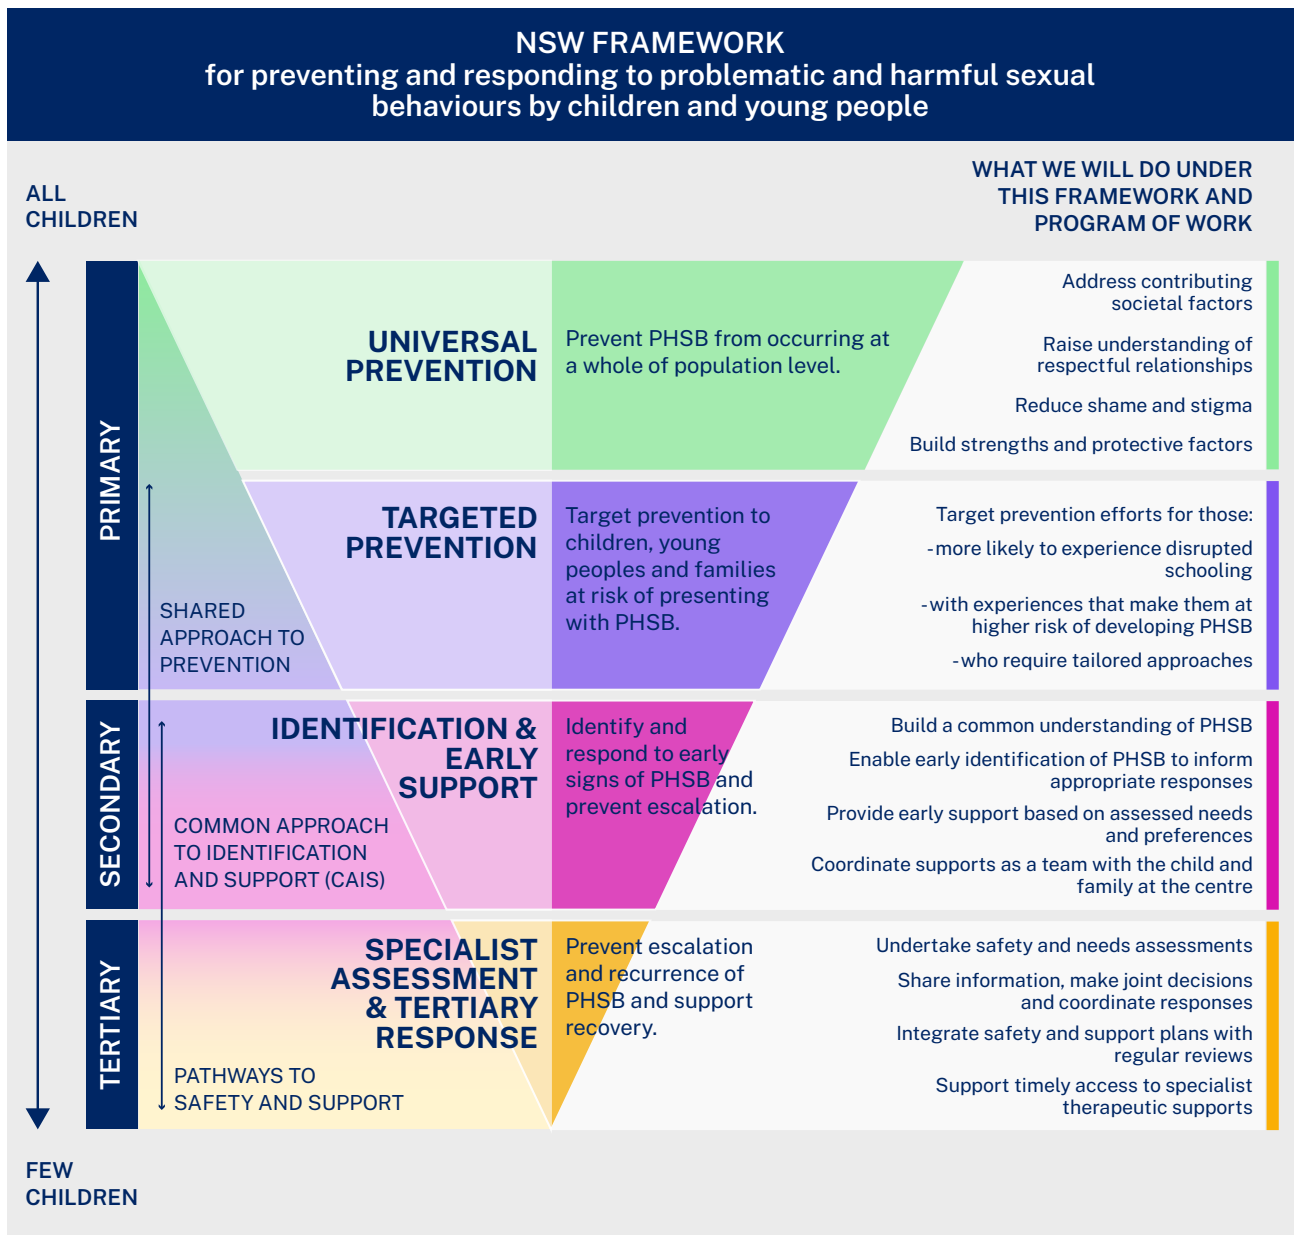 NSW FRAMEWORK
for preventing and responding to problematic and harmful sexual
behaviours by children and young people
ALL
CHILDREN
WHAT WE WILL DO UNDER
THIS FRAMEWORK AND
PROGRAM OF WORK
PRIMARY
UNIVERSAL
PREVENTION
Prevent PHSB from occurring at
a whole of population level.
Address contributing
societal factors
Raise understanding of
respectful relationships
Reduce shame and stigma
Build strengths and protective factors
SHARED
APPROACH TO
PREVENTION
TARGETED
PREVENTION
Target prevention to
children, young
peoples and families
at risk of presenting
with PHSB.
Target prevention efforts for those:
-more likely to experience disrupted
schooling
-with experiences that make them at
higher risk of developing PHSB
-who require tailored approaches
SECONDARY
IDENTIFICATION &
EARLY
SUPPORT
Identify and
respond to early
signs of PHSB and
prevent escalation.
Build a common understanding of PHSB
Enable early identification of PHSB to inform
appropriate responses
Provide early support based on assessed needs
and preferences
Coordinate supports as a team with the child and
family at the centre
COMMON APPROACH
TO IDENTIFICATION
AND SUPPORT (CAIS)
TERTIARY
SPECIALIST
ASSESSMENT
& TERTIARY
RESPONSE
Prevent escalation
and recurrence of
PHSB and support
recovery.
Undertake safety and needs assessments
Share information, make joint decisions
and coordinate responses
Integrate safety and support plans with
regular reviews
Support timely access to specialist
therapeutic supports
PATHWAYS TO
SAFETY AND SUPPORT
FEW
CHILDREN